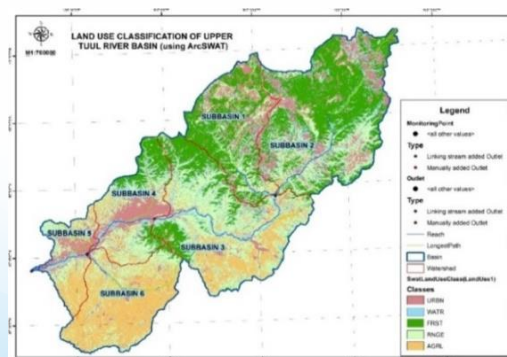 LAND USE CLASSIFICATION OF UPPER
TUUL RIVER BASIN (using ArcSWAT)
SUBBASIN 1
SUBBASIN 2
SUBBASIN 4
SUBBASIN 5
SUBBASIN 3
SUBBASIN 6
Legend
MonitoringPoint
<all other values>
Type
Linking stream added Outlet
Manually added Outlet
Outlet
<all other values>
Type
Linking stream added Outlet
Manually added Outlet
Reach
LongestPath
Basin
Watershed
SwatLandUseClass(LandUse1)
Classes
URBN
WATR
FRST
RNGE
AGRL